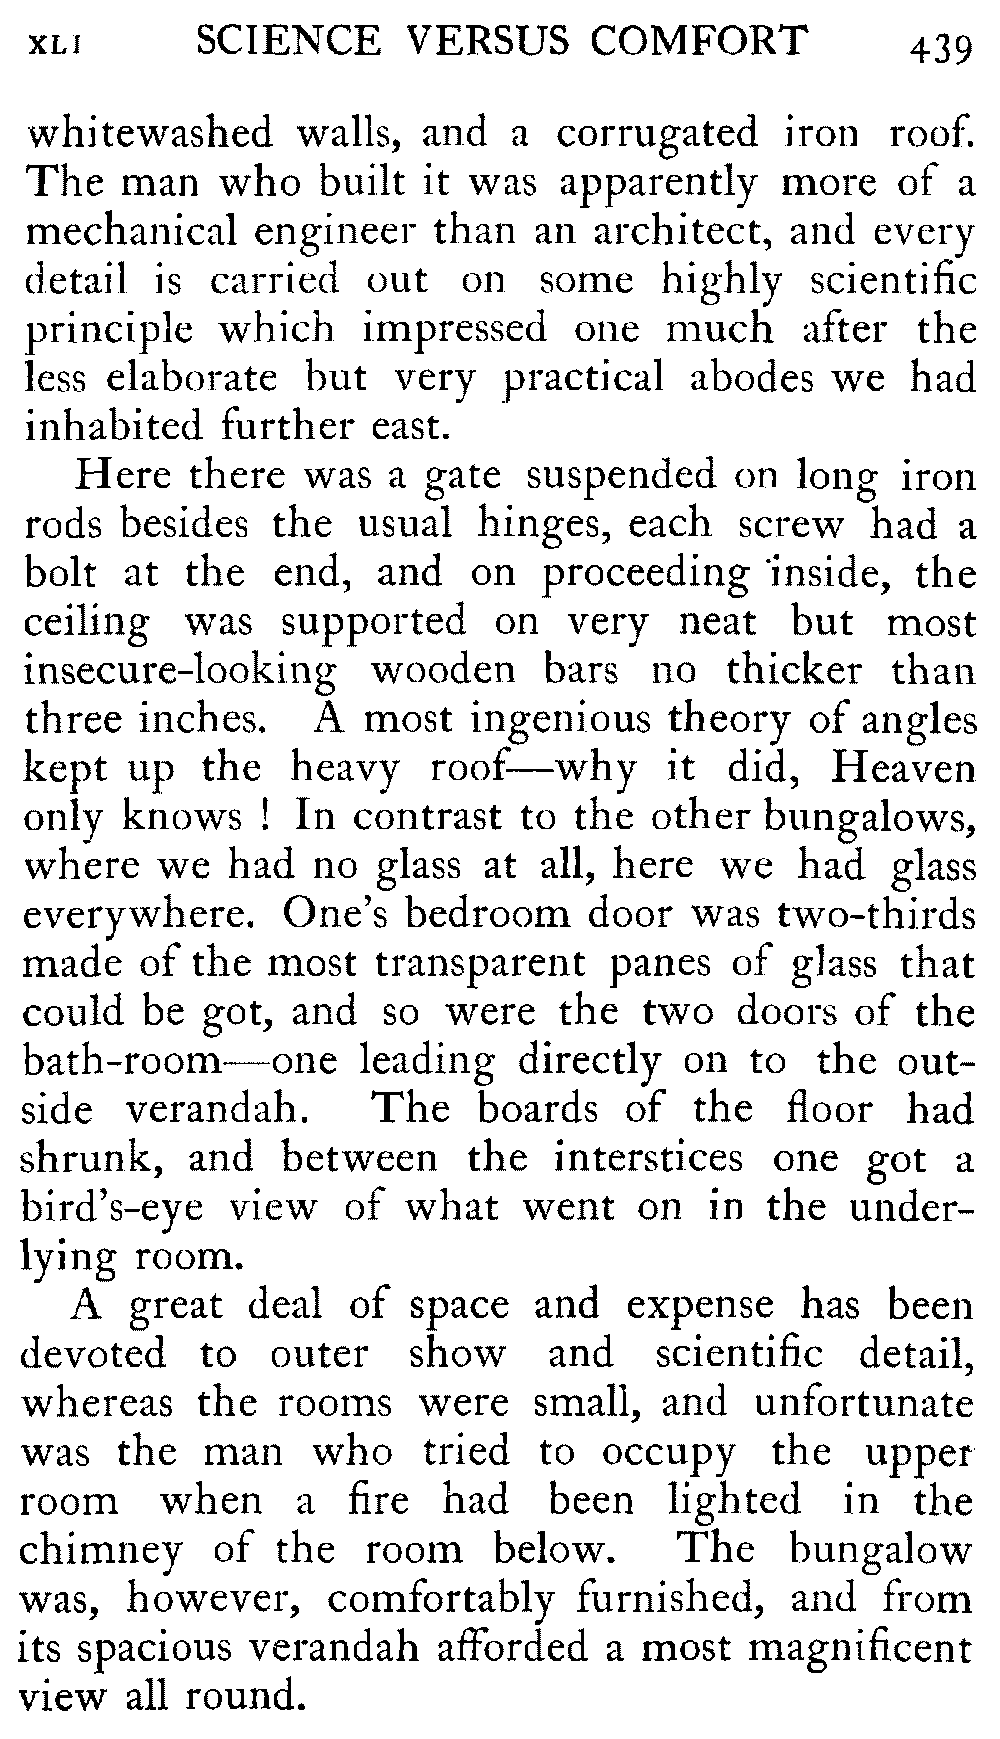 XLI SCIENCE VERSUS COMFORT 439
whitewashed walls, and a corrugated iron roof.
The man who built it was apparently more of a
mechanical engineer than an architect, and every
detail is carried out on some highly scientific
principle which impressed one much after the
less elaborate but very practical abodes we had
inhabited further east.
Here there was a gate suspended on long iron
rods besides the usual hinges, each screw had a
bolt at the end, and on proceeding inside, the
ceiling was supported on very neat but most
insecure-looking wooden bars no thicker than
three inches. A most ingenious theory of angles
kept up the heavy roof—why it did, Heaven
only knows ! In contrast to the other bungalows,
where we had no glass at all, here we had glass
everywhere. One's bedroom door was two-thirds
made of the most transparent panes of glass that
could be got, and so were the two doors of the
bath-room—one leading directly on to the out-
side verandah. The boards of the floor had
shrunk, and between the interstices one got a
bird's-eye view of what went on in the under-
lying room.
A great deal of space and expense has been
devoted to outer show and scientific detail,
whereas the rooms were small, and unfortunate
was the man who tried to occupy the upper
room when a fire had been lighted in the
chimney of the room below. The bungalow
was, however, comfortably furnished, and from
its spacious verandah afforded a most magnificent
view all round.